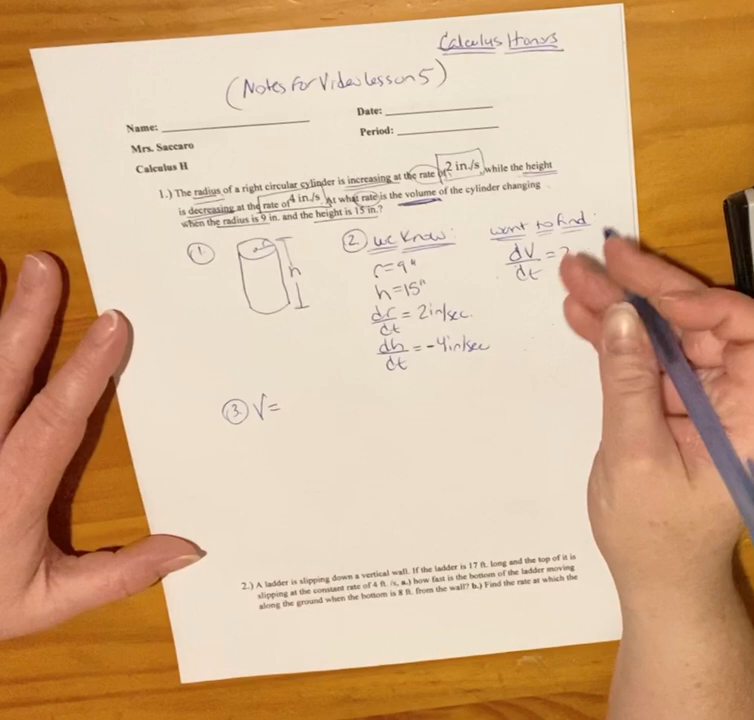 Calculus Honors
(Notes For Video Lesson 5)
Name:
Date:
Mrs. Saccaro
Period:
Calculus H
1.) The radius of a right circular cylinder is increasing at the rate of 2 in./s while the height
is decreasing at the rate of 4 in./s. At what rate is the volume of the cylinder changing
when the radius is 9 in. and the height is 15 in.?
1.
r
h
2. we know:
r=9"
h=15"
dr/dt = 2in/sec.
dh/dt = -4in/sec
want to find:
dV/dt = ?
3. V=
2.) A ladder is slipping down a vertical wall. If the ladder is 17 ft. long and the top of it is
slipping at the constant rate of 4 ft. /s, a.) how fast is the bottom of the ladder moving
along the ground when the bottom is 8 ft. from the wall? b.) Find the rate at which the